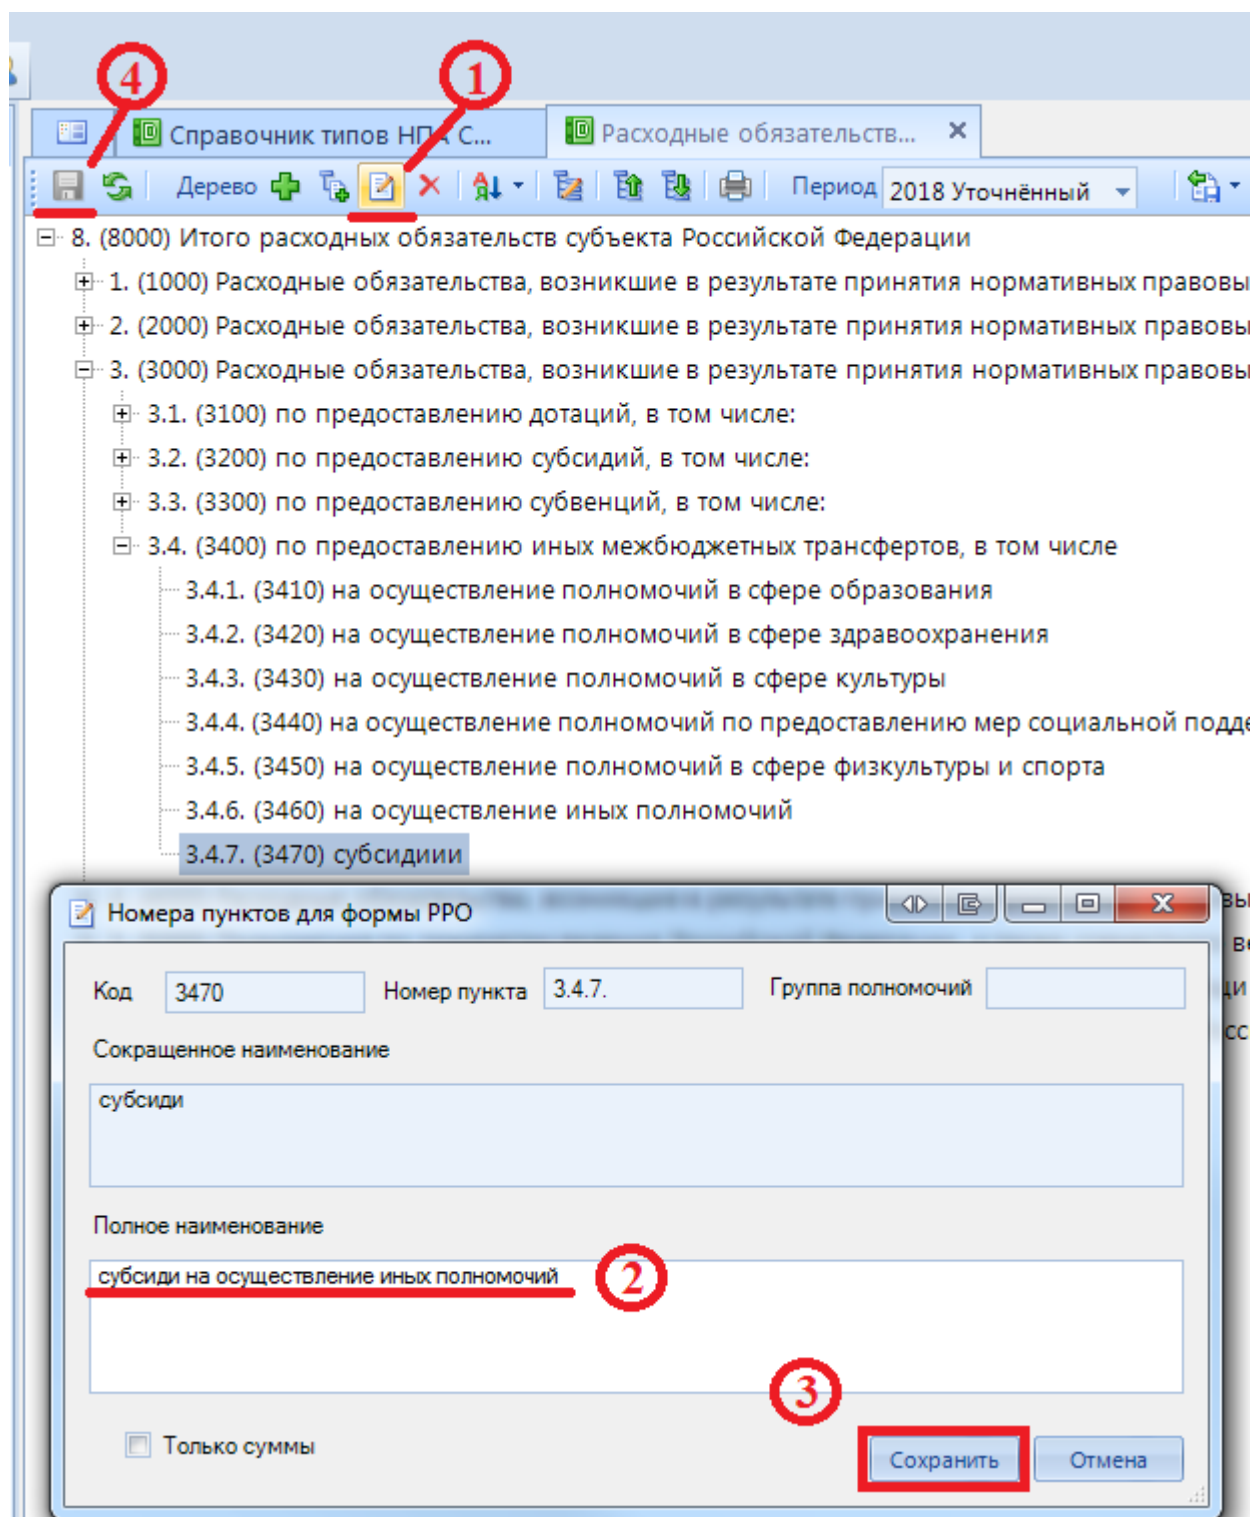 4
1
Справочник типов НПА С...
Расходные обязательств...
Дерево
Период
2018 Уточнённый
8. (8000) Итого расходных обязательств субъекта Российской Федерации
1. (1000) Расходные обязательства, возникшие в результате принятия нормативных правовы
2. (2000) Расходные обязательства, возникшие в результате принятия нормативных правовы
3. (3000) Расходные обязательства, возникшие в результате принятия нормативных правовы
3.1. (3100) по предоставлению дотаций, в том числе:
3.2. (3200) по предоставлению субсидий, в том числе:
3.3. (3300) по предоставлению субвенций, в том числе:
3.4. (3400) по предоставлению иных межбюджетных трансфертов, в том числе
3.4.1. (3410) на осуществление полномочий в сфере образования
3.4.2. (3420) на осуществление полномочий в сфере здравоохранения
3.4.3. (3430) на осуществление полномочий в сфере культуры
3.4.4. (3440) на осуществление полномочий по предоставлению мер социальной подде
3.4.5. (3450) на осуществление полномочий в сфере физкультуры и спорта
3.4.6. (3460) на осуществление иных полномочий
3.4.7. (3470) субсидиии
Номера пунктов для формы РРО
Код
3470
Номер пункта
3.4.7.
Группа полномочий
Сокращенное наименование
субсиди
Полное наименование
субсиди на осуществление иных полномочий
2
3
Только суммы
Сохранить
Отмена